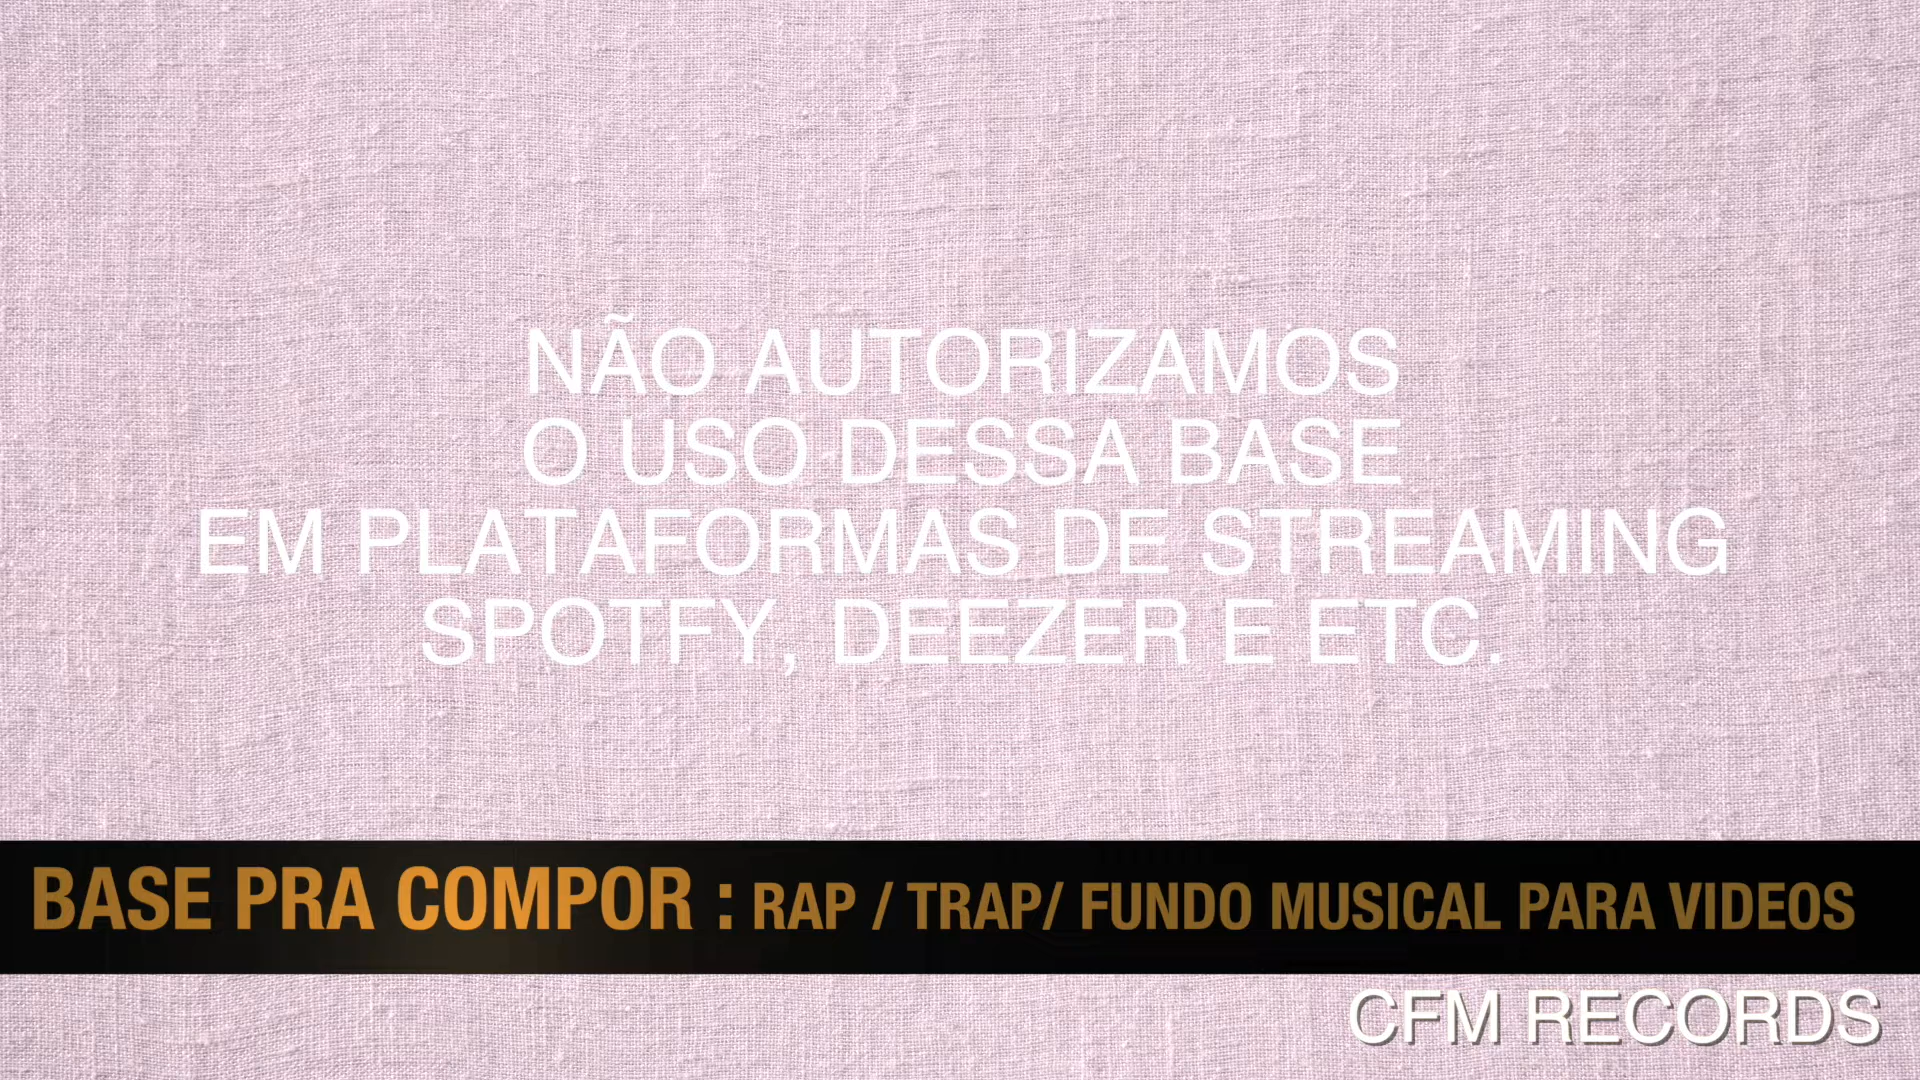 NÃO AUTORIZAMOS
O USO DESSA BASE
EM PLATAFORMAS DE STREAMING
SPOTFY, DEEZER E ETC.
BASE PRA COMPOR : RAP / TRAP/ FUNDO MUSICAL PARA VIDEOS
CFM RECORDS